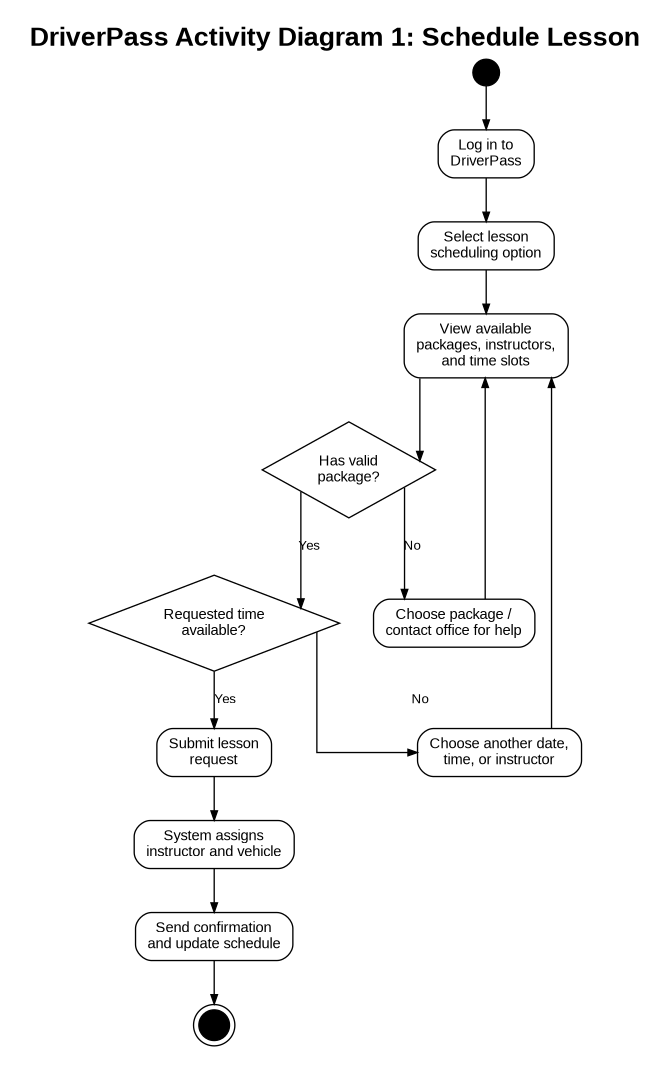 DriverPass Activity Diagram 1: Schedule Lesson
Log in to
DriverPass
Select lesson
scheduling option
View available
packages, instructors,
and time slots
Has valid
package?
Yes
No
Requested time
available?
Choose package /
contact office for help
Yes
No
Submit lesson
request
Choose another date,
time, or instructor
System assigns
instructor and vehicle
Send confirmation
and update schedule